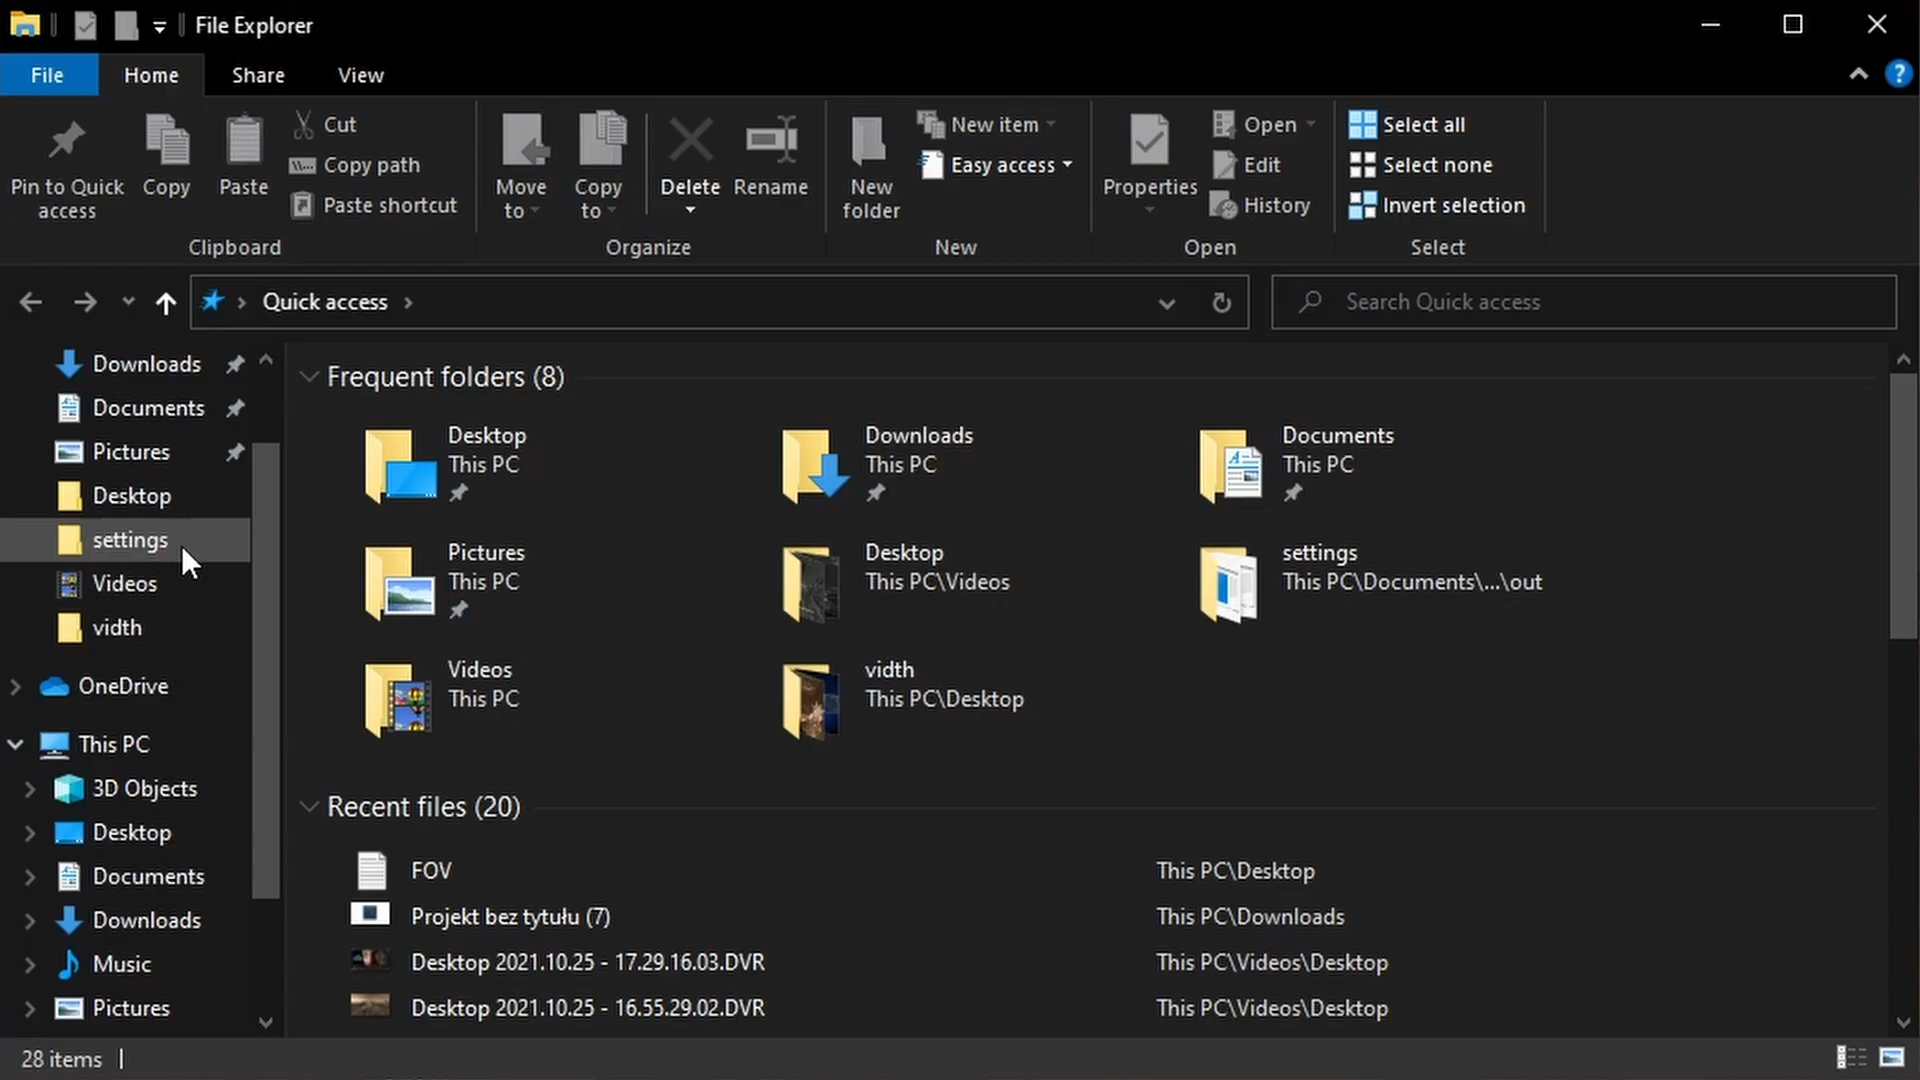 File Explorer
File
Home
Share
View
Pin to Quick
access
Copy
Paste
Cut
Copy path
Paste shortcut
Clipboard
Move
to
Copy
to
Delete
Rename
Organize
New
folder
New item
Easy access
New
Properties
Open
Edit
History
Open
Select all
Select none
Invert selection
Select
Quick access
Search Quick access
Downloads
Documents
Pictures
Desktop
settings
Videos
vidth
OneDrive
This PC
3D Objects
Desktop
Documents
Downloads
Music
Pictures
Frequent folders (8)
Desktop
This PC
Downloads
This PC
Documents
This PC
Pictures
This PC
Desktop
This PC\Videos
settings
This PC\Documents\...\out
Videos
This PC
vidth
This PC\Desktop
Recent files (20)
FOV This PC\Desktop
Projekt bez tytułu (7) This PC\Downloads
Desktop 2021.10.25 - 17.29.16.03.DVR This PC\Videos\Desktop
Desktop 2021.10.25 - 16.55.29.02.DVR This PC\Videos\Desktop
28 items